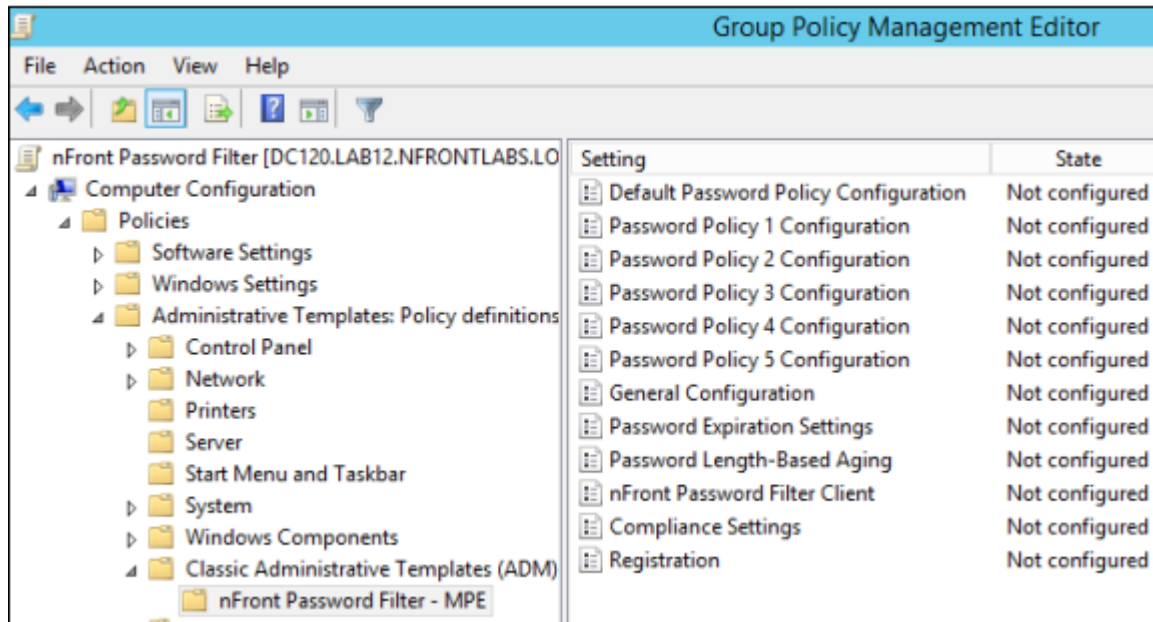 Group Policy Management Editor
File Action View Help
nFront Password Filter [DC120.LAB12.NFRONTLABS.LO
Computer Configuration
Policies
Software Settings
Windows Settings
Administrative Templates: Policy definitions
Control Panel
Network
Printers
Server
Start Menu and Taskbar
System
Windows Components
Classic Administrative Templates (ADM)
nFront Password Filter - MPE
Setting State
Default Password Policy Configuration Not configured
Password Policy 1 Configuration Not configured
Password Policy 2 Configuration Not configured
Password Policy 3 Configuration Not configured
Password Policy 4 Configuration Not configured
Password Policy 5 Configuration Not configured
General Configuration Not configured
Password Expiration Settings Not configured
Password Length-Based Aging Not configured
nFront Password Filter Client Not configured
Compliance Settings Not configured
Registration Not configured